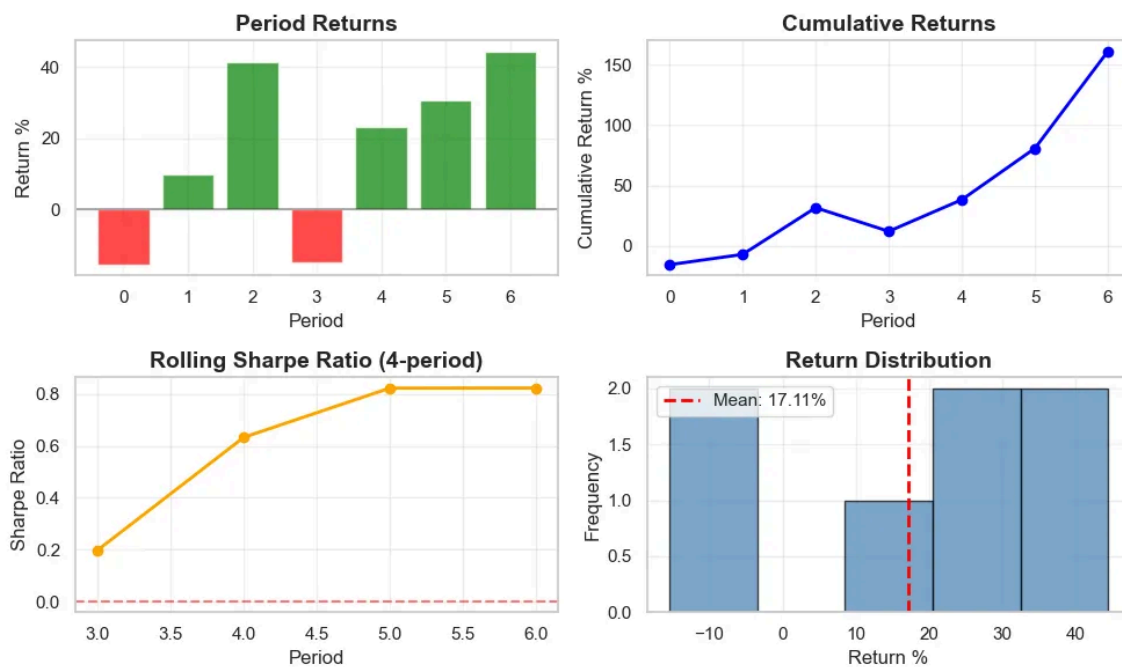 Period Returns
Return %
40
20
0
0 1 2 3 4 5 6
Period
Cumulative Returns
Cumulative Return %
150
100
50
0
0 1 2 3 4 5 6
Period
Rolling Sharpe Ratio (4-period)
Sharpe Ratio
0.8
0.6
0.4
0.2
0.0
3.0 3.5 4.0 4.5 5.0 5.5 6.0
Period
Return Distribution
Mean: 17.11%
Frequency
2.0
1.5
1.0
0.5
0.0
−10 0 10 20 30 40
Return %